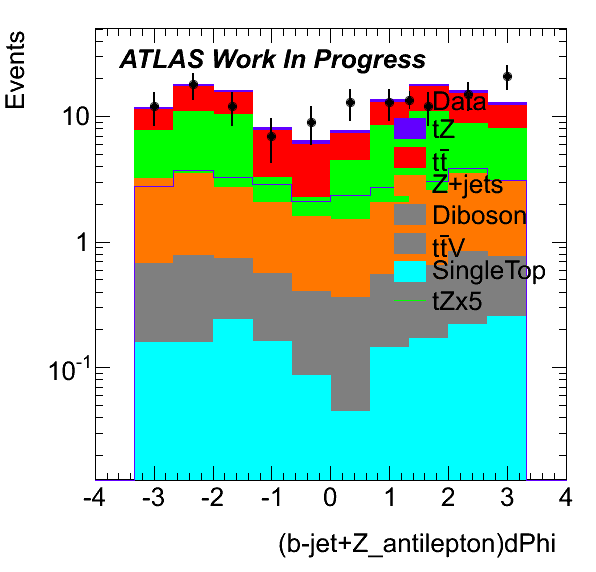 Events
ATLAS Work In Progress
Data
tZ
tt̄
Z+jets
Diboson
tt̄V
SingleTop
tZx5
10
1
10⁻¹
-4 -3 -2 -1 0 1 2 3 4
(b-jet+Z_antilepton)dPhi